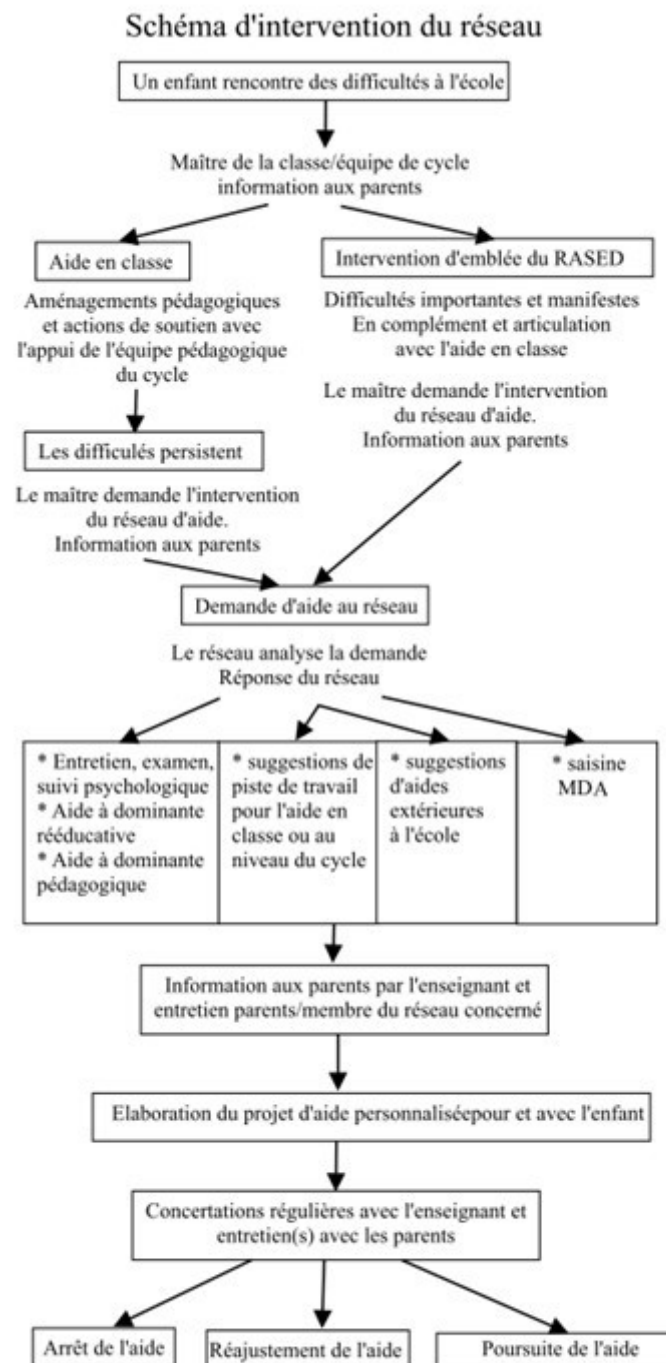 Schéma d'intervention du réseau
Un enfant rencontre des difficultés à l'école
Maître de la classe/équipe de cycle
information aux parents
Aide en classe
Aménagements pédagogiques
et actions de soutien avec
l'appui de l'équipe pédagogique
du cycle
Les difficulés persistent
Le maître demande l'intervention
du réseau d'aide.
Information aux parents
Intervention d'emblée du RASED
Difficultés importantes et manifestes
En complément et articulation
avec l'aide en classe
Le maître demande l'intervention
du réseau d'aide.
Information aux parents
Demande d'aide au réseau
Le réseau analyse la demande
Réponse du réseau
* Entretien, examen,
suivi psychologique
* Aide à dominante
rééducative
* Aide à dominante
pédagogique
* suggestions de
piste de travail
pour l'aide en
classe ou au
niveau du cycle
* suggestions
d'aides
extérieures
à l'école
* saisine
MDA
Information aux parents par l'enseignant et
entretien parents/membre du réseau concerné
Elaboration du projet d'aide personnaliséepour et avec l'enfant
Concertations régulières avec l'enseignant et
entretien(s) avec les parents
Arrêt de l'aide
Réajustement de l'aide
Poursuite de l'aide